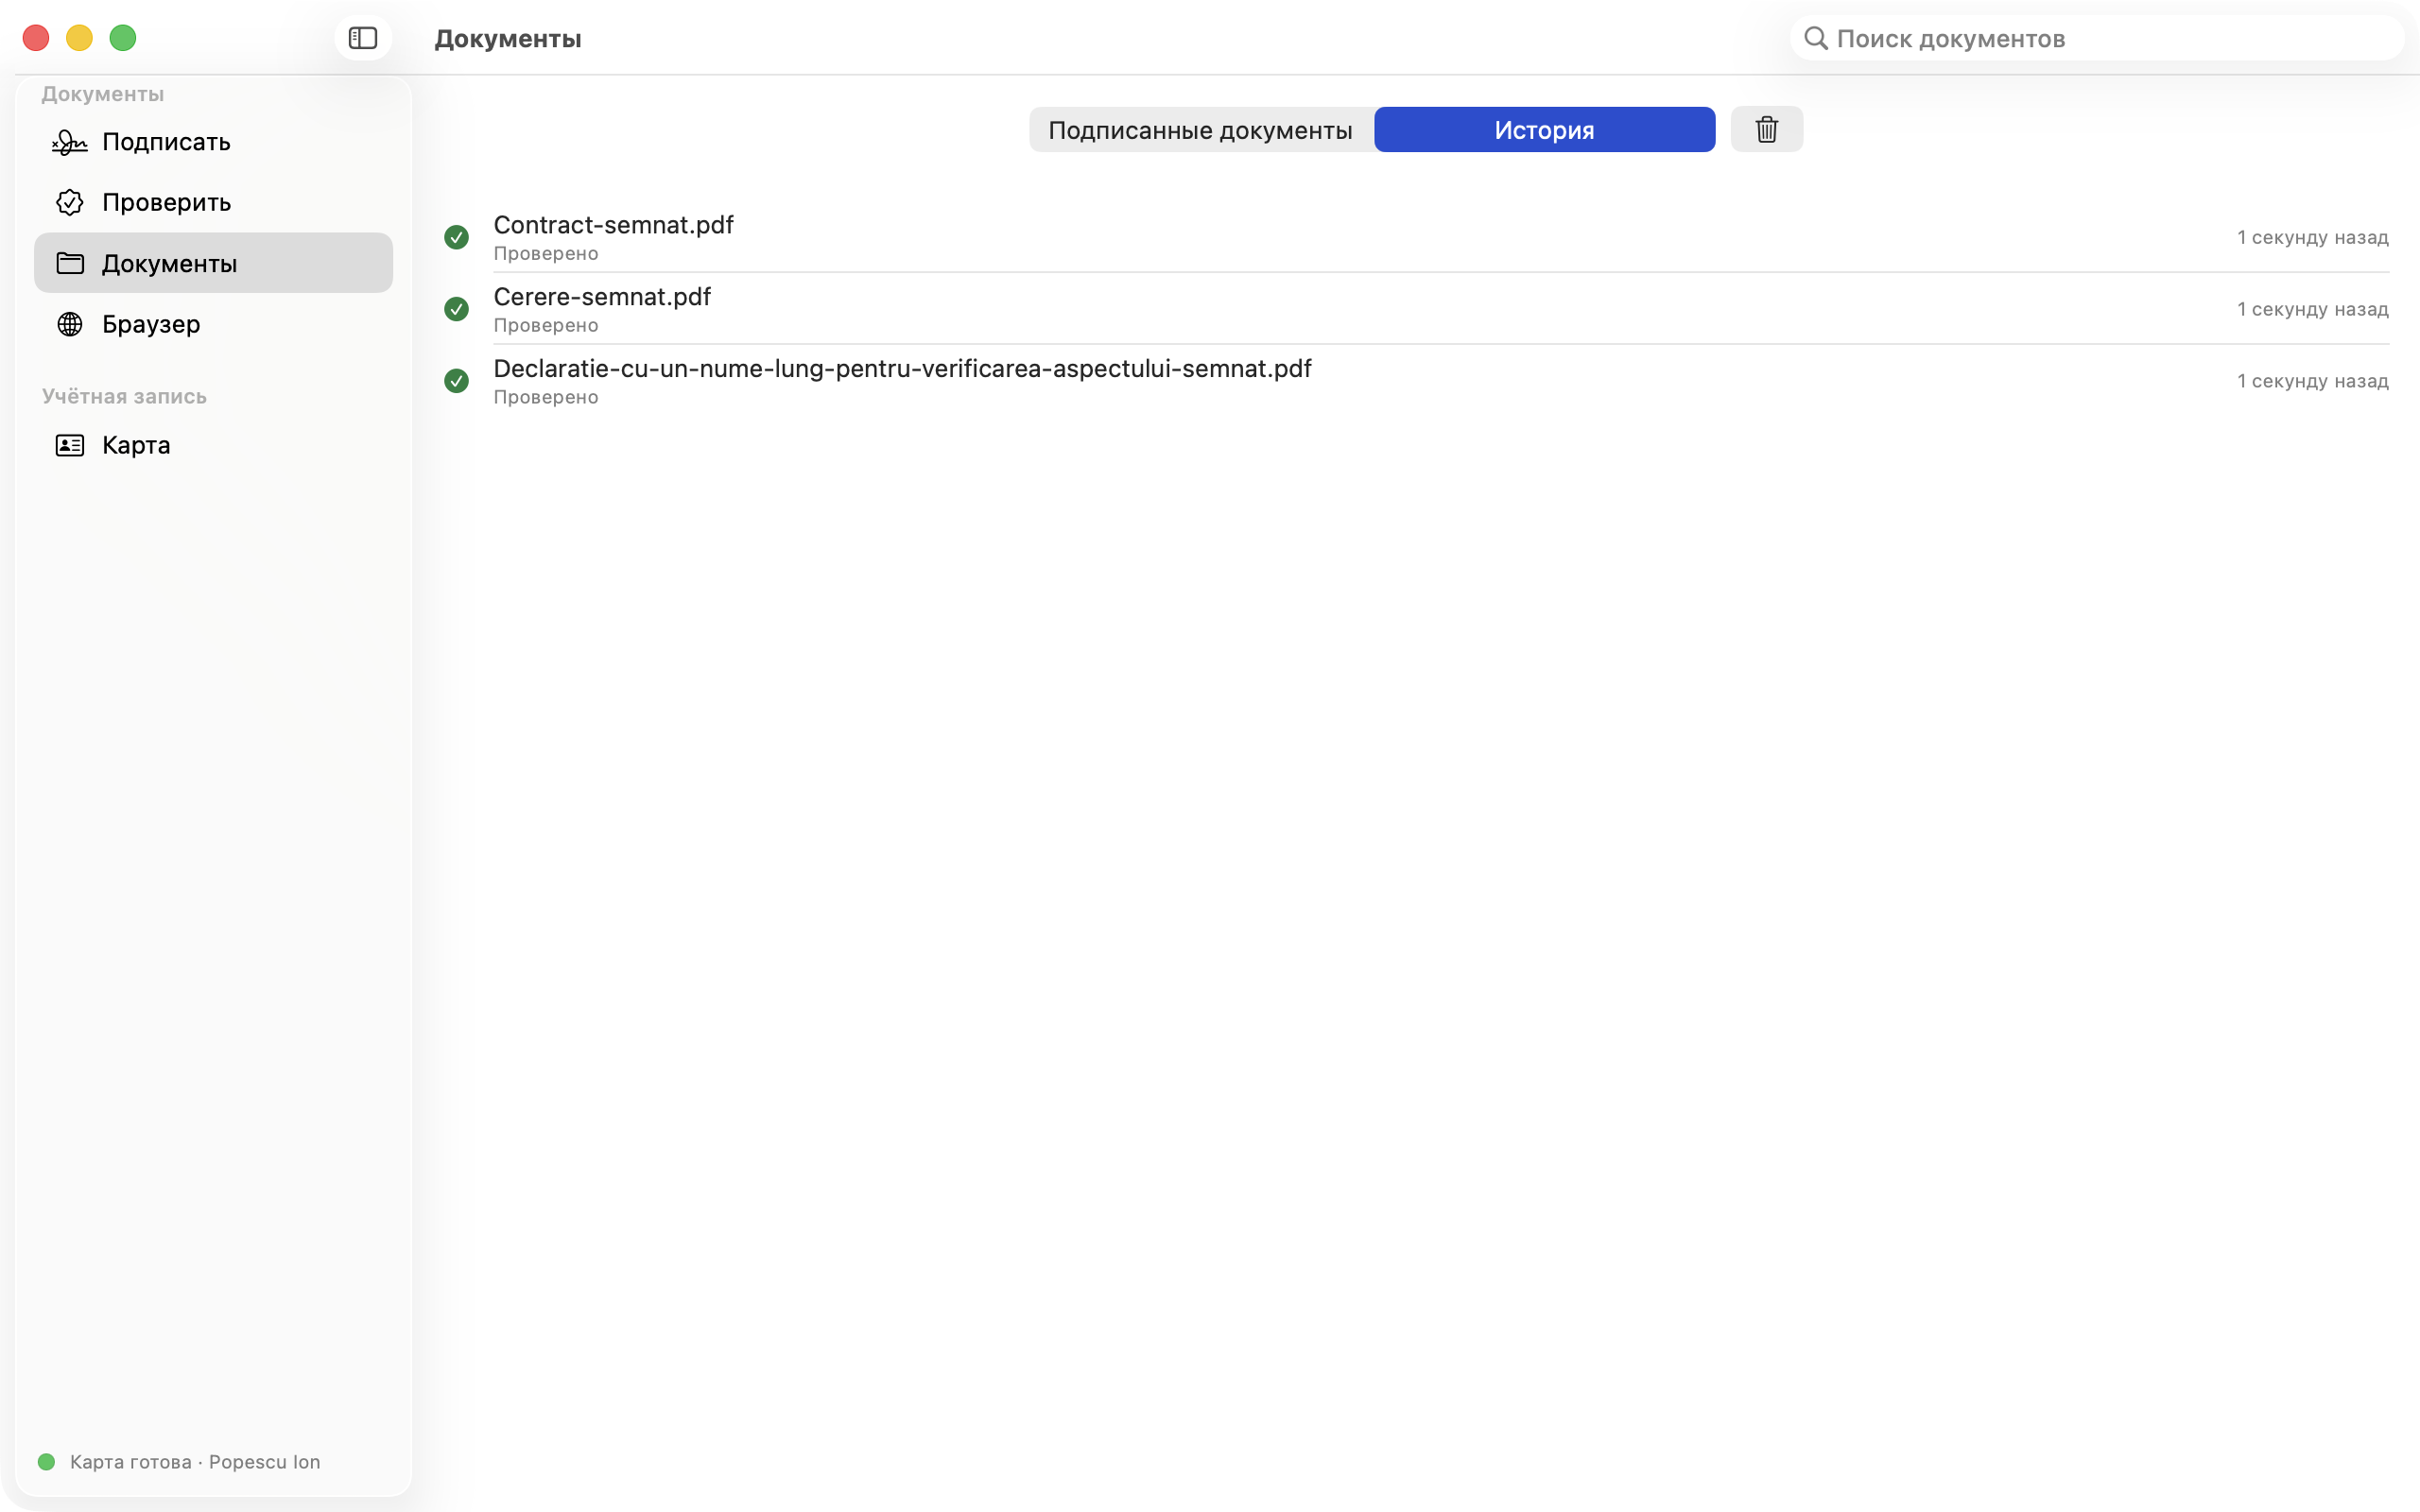 Документы
Поиск документов
Документы
Подписать
Проверить
Документы
Браузер
Учётная запись
Карта
Карта готова · Popescu Ion
Подписанные документы
История
Contract-semnat.pdf
Проверено
1 секунду назад
Cerere-semnat.pdf
Проверено
1 секунду назад
Declaratie-cu-un-nume-lung-pentru-verificarea-aspectului-semnat.pdf
Проверено
1 секунду назад